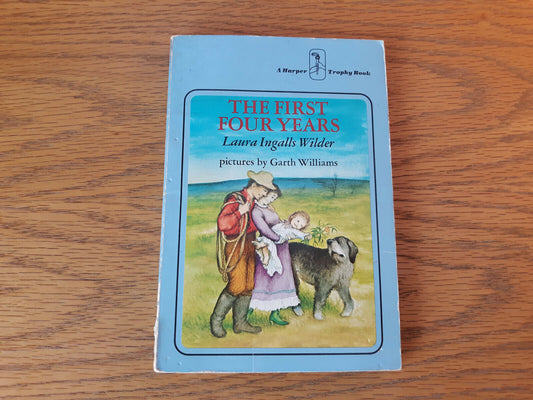 A Harper Trophy Book
THE FIRST
FOUR YEARS
Laura Ingalls Wilder
pictures by Garth Williams